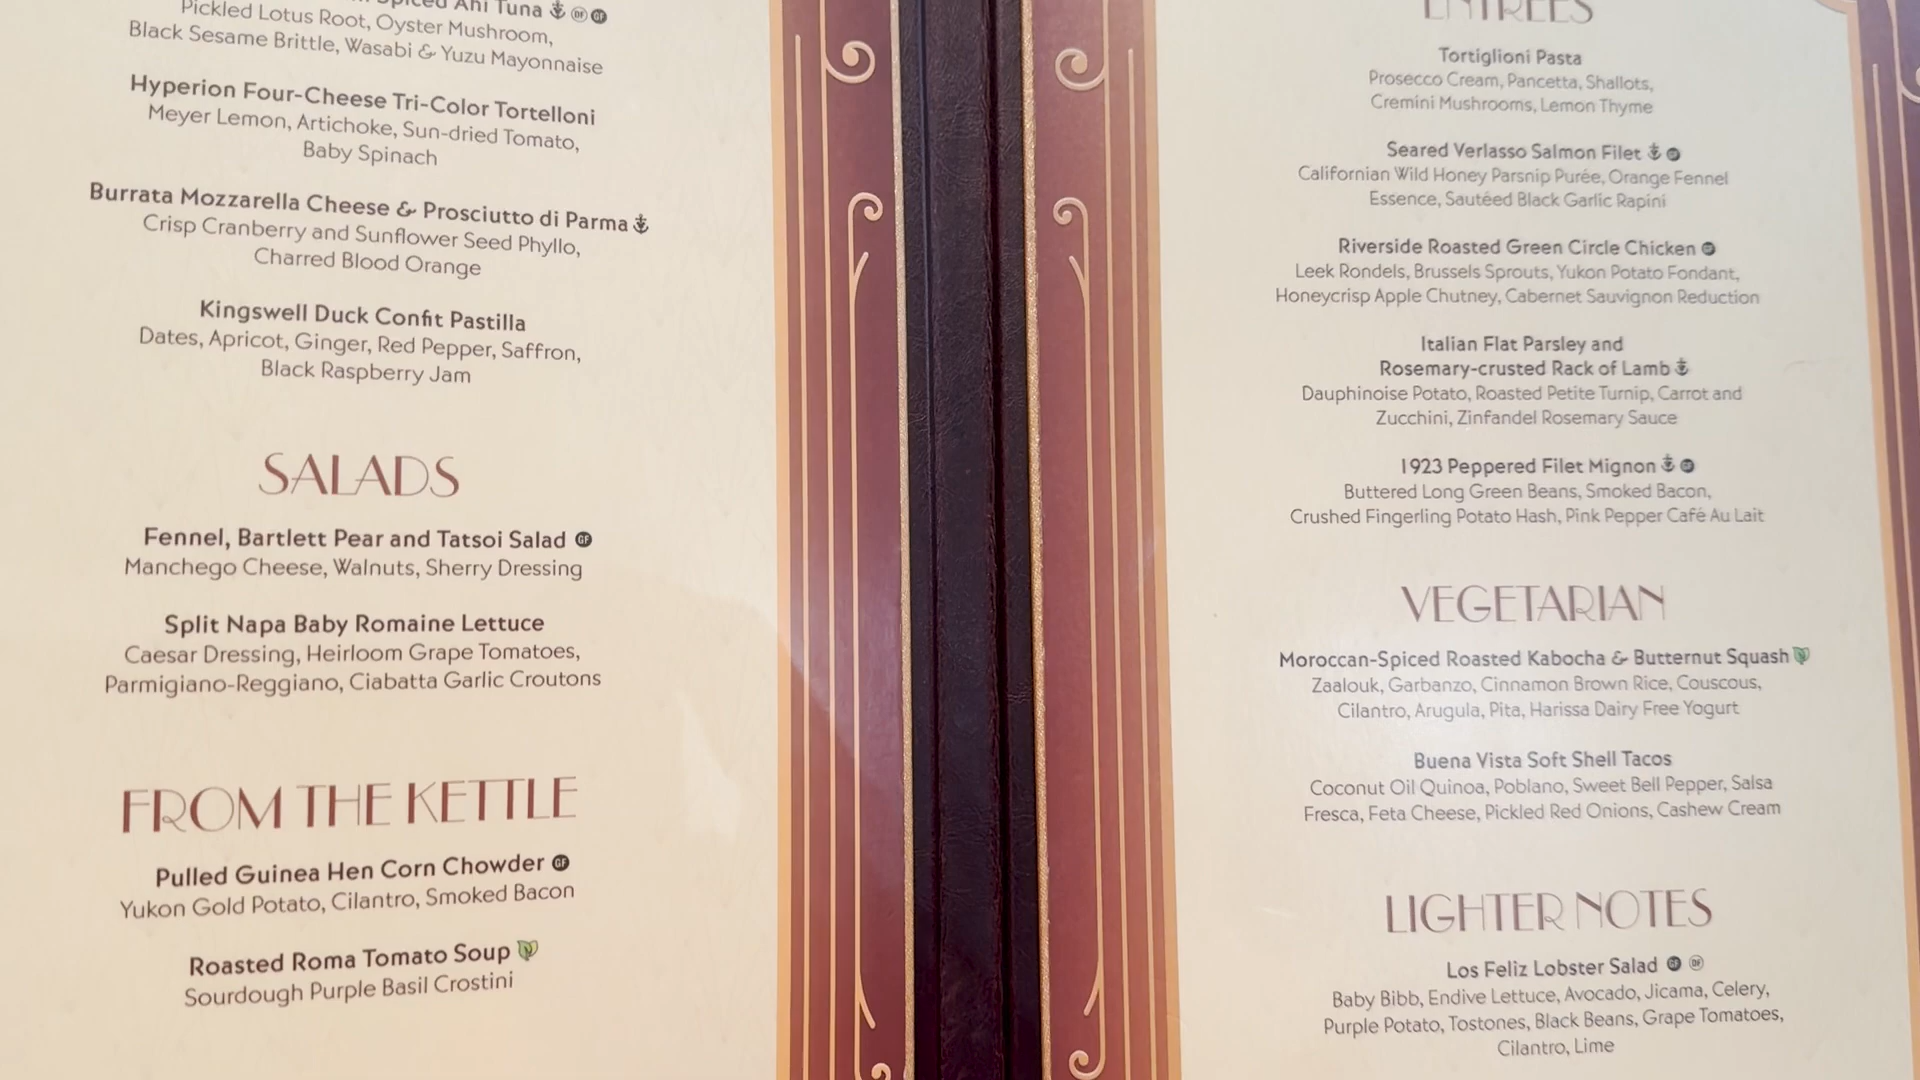 Spiced Ahi Tuna DF GF
Pickled Lotus Root, Oyster Mushroom,
Black Sesame Brittle, Wasabi & Yuzu Mayonnaise
Hyperion Four-Cheese Tri-Color Tortelloni
Meyer Lemon, Artichoke, Sun-dried Tomato,
Baby Spinach
Burrata Mozzarella Cheese & Prosciutto di Parma
Crisp Cranberry and Sunflower Seed Phyllo,
Charred Blood Orange
Kingswell Duck Confit Pastilla
Dates, Apricot, Ginger, Red Pepper, Saffron,
Black Raspberry Jam
SALADS
Fennel, Bartlett Pear and Tatsoi Salad GF
Manchego Cheese, Walnuts, Sherry Dressing
Split Napa Baby Romaine Lettuce
Caesar Dressing, Heirloom Grape Tomatoes,
Parmigiano-Reggiano, Ciabatta Garlic Croutons
FROM THE KETTLE
Pulled Guinea Hen Corn Chowder GF
Yukon Gold Potato, Cilantro, Smoked Bacon
Roasted Roma Tomato Soup
Sourdough Purple Basil Crostini
ENTRÉES
Tortiglioni Pasta
Prosecco Cream, Pancetta, Shallots,
Cremini Mushrooms, Lemon Thyme
Seared Verlasso Salmon Filet GF
Californian Wild Honey Parsnip Purée, Orange Fennel
Essence, Sautéed Black Garlic Rapini
Riverside Roasted Green Circle Chicken GF
Leek Rondels, Brussels Sprouts, Yukon Potato Fondant,
Honeycrisp Apple Chutney, Cabernet Sauvignon Reduction
Italian Flat Parsley and
Rosemary-crusted Rack of Lamb
Dauphinoise Potato, Roasted Petite Turnip, Carrot and
Zucchini, Zinfandel Rosemary Sauce
1923 Peppered Filet Mignon GF
Buttered Long Green Beans, Smoked Bacon,
Crushed Fingerling Potato Hash, Pink Pepper Café Au Lait
VEGETARIAN
Moroccan-Spiced Roasted Kabocha & Butternut Squash
Zaalouk, Garbanzo, Cinnamon Brown Rice, Couscous,
Cilantro, Arugula, Pita, Harissa Dairy Free Yogurt
Buena Vista Soft Shell Tacos
Coconut Oil Quinoa, Poblano, Sweet Bell Pepper, Salsa
Fresca, Feta Cheese, Pickled Red Onions, Cashew Cream
LIGHTER NOTES
Los Feliz Lobster Salad GF DF
Baby Bibb, Endive Lettuce, Avocado, Jicama, Celery,
Purple Potato, Tostones, Black Beans, Grape Tomatoes,
Cilantro, Lime